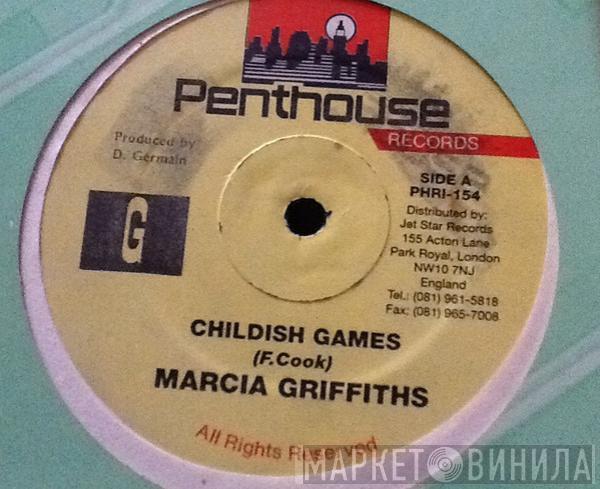 Penthouse
RECORDS
Produced by
D. Germain
G
SIDE A
PHRI-154
Distributed by:
Jet Star Records
155 Acton Lane
Park Royal, London
NW10 7NJ
England
Tel.: (081) 961-5818
Fax: (081) 965-7008
CHILDISH GAMES
(F.Cook)
MARCIA GRIFFITHS
All Rights Reserved
МАРКЕТ ВИНИЛА